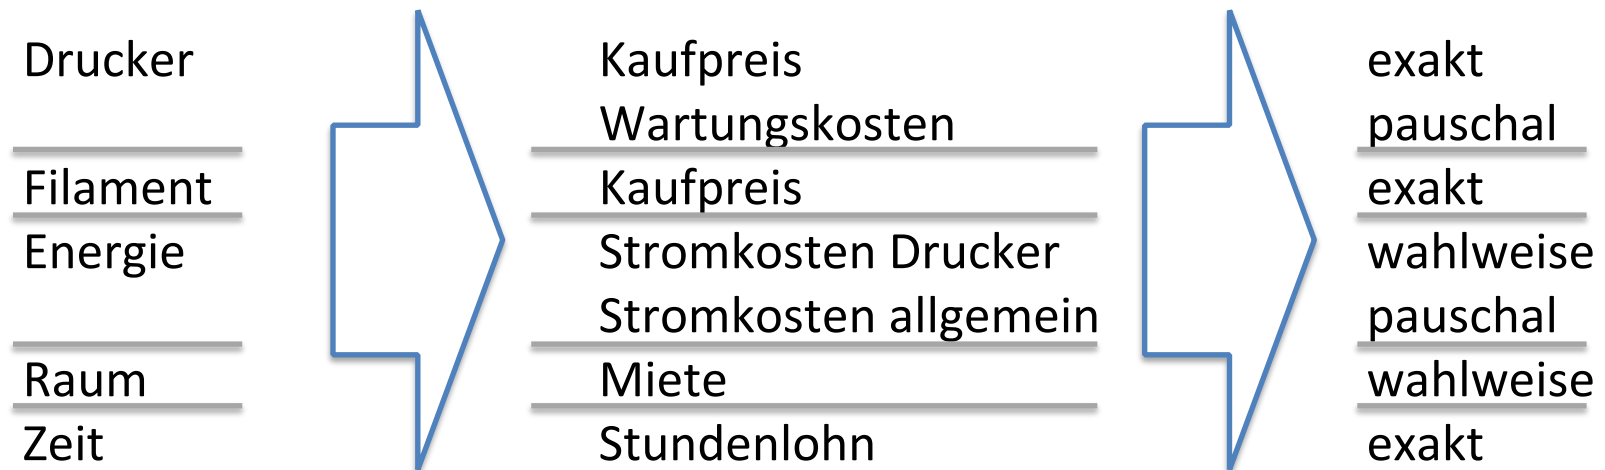 Drucker Kaufpreis exakt
Wartungskosten pauschal
Filament Kaufpreis exakt
Energie Stromkosten Drucker wahlweise
Stromkosten allgemein pauschal
Raum Miete wahlweise
Zeit Stundenlohn exakt